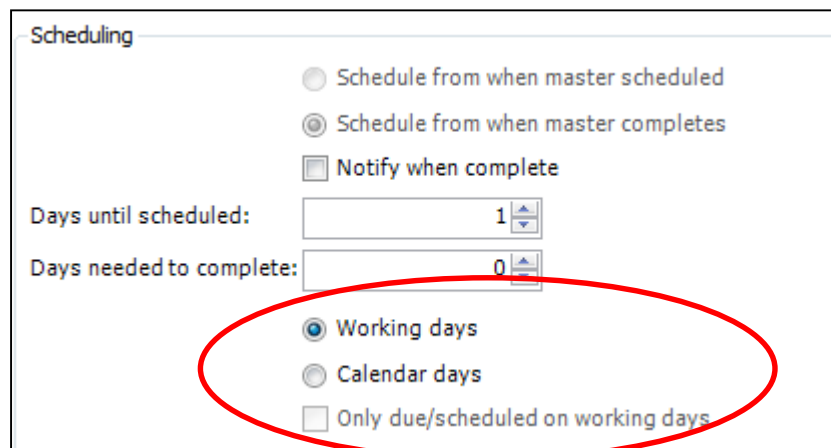 Scheduling
Schedule from when master scheduled
Schedule from when master completes
Notify when complete
Days until scheduled: 1
Days needed to complete: 0
Working days
Calendar days
Only due/scheduled on working days